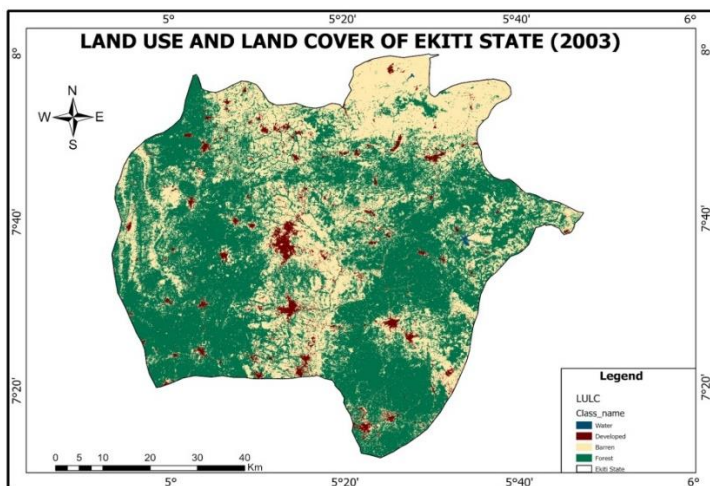 5° 5°20' 5°40' 6°
LAND USE AND LAND COVER OF EKITI STATE (2003)
8° 8°
N
W E
S
7°40' 7°40'
7°20' 7°20'
Legend
LULC
Class_name
Water
Developed
Barren
Forest
Ekiti State
0 5 10 20 30 40
Km
5° 5°20' 5°40' 6°